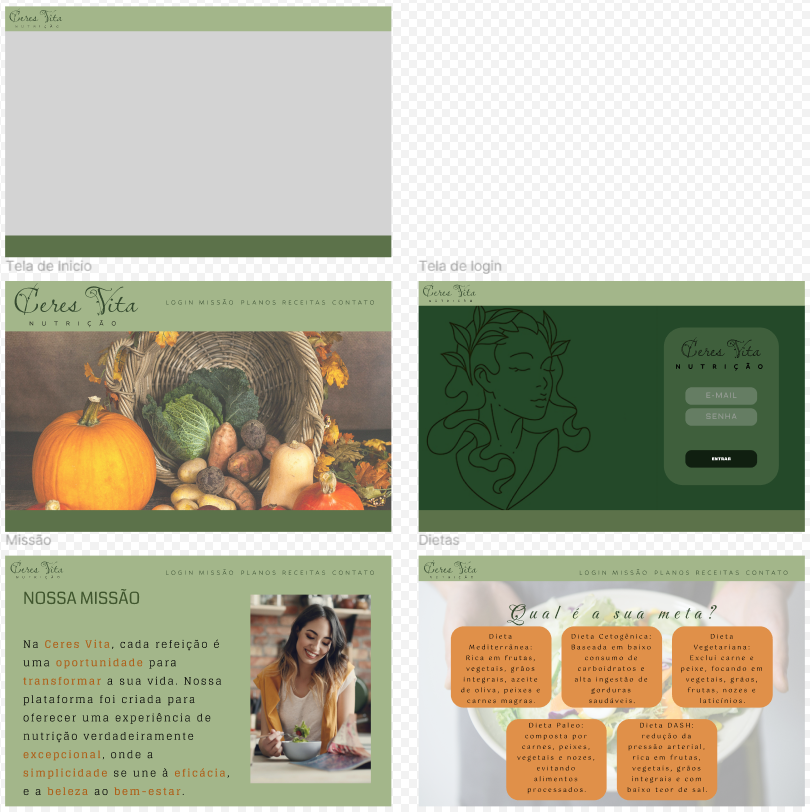 Ceres Vita
NUTRIÇÃO
Tela de Inicio
Tela de login
Ceres Vita
NUTRIÇÃO
LOGIN MISSÃO PLANOS RECEITAS CONTATO
Ceres Vita
NUTRIÇÃO
Ceres Vita
NUTRIÇÃO
E-MAIL
SENHA
ENTRAR
Missão
Dietas
Ceres Vita
NUTRIÇÃO
LOGIN MISSÃO PLANOS RECEITAS CONTATO
NOSSA MISSÃO
Na Ceres Vita, cada refeição é
uma oportunidade para
transformar a sua vida. Nossa
plataforma foi criada para
oferecer uma experiência de
nutrição verdadeiramente
excepcional, onde a
simplicidade se une à eficácia,
e a beleza ao bem-estar.
Ceres Vita
NUTRIÇÃO
LOGIN MISSÃO PLANOS RECEITAS CONTATO
Qual é a sua meta?
Dieta
Mediterrânea:
Rica em frutas,
vegetais, grãos
integrais, azeite
de oliva, peixes e
carnes magras.
Dieta Cetogênica:
Baseada em baixo
consumo de
carboidratos e
alta ingestão de
gorduras
saudáveis.
Dieta
Vegetariana:
Exclui carne e
peixe, focando em
vegetais, grãos,
frutas, nozes e
laticínios.
Dieta Paleo:
composta por
carnes, peixes,
vegetais e nozes,
evitando
alimentos
processados.
Dieta DASH:
redução da
pressão arterial,
rica em frutas,
vegetais, grãos
integrais e com
baixo teor de sal.